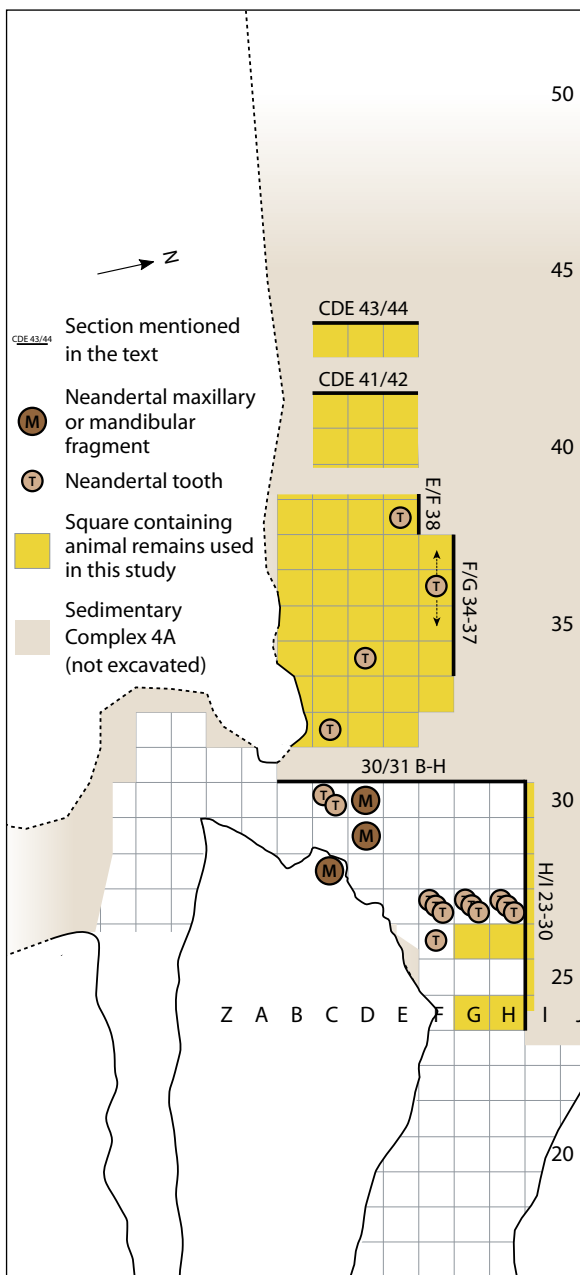 50
N
45
CDE 43/44
CDE 43/44
Section mentioned
in the text
CDE 41/42
M
Neandertal maxillary
or mandibular
fragment
40
T
Neandertal tooth
E/F 38
T
Square containing
animal remains used
in this study
F/G 34-37
T
35
Sedimentary
Complex 4A
(not excavated)
T
T
30/31 B-H
30
T
T
M
M
M
H/I 23-30
T
T
T
T
T
T
T
T
T
T
25
Z A B C D E F G H I J
20